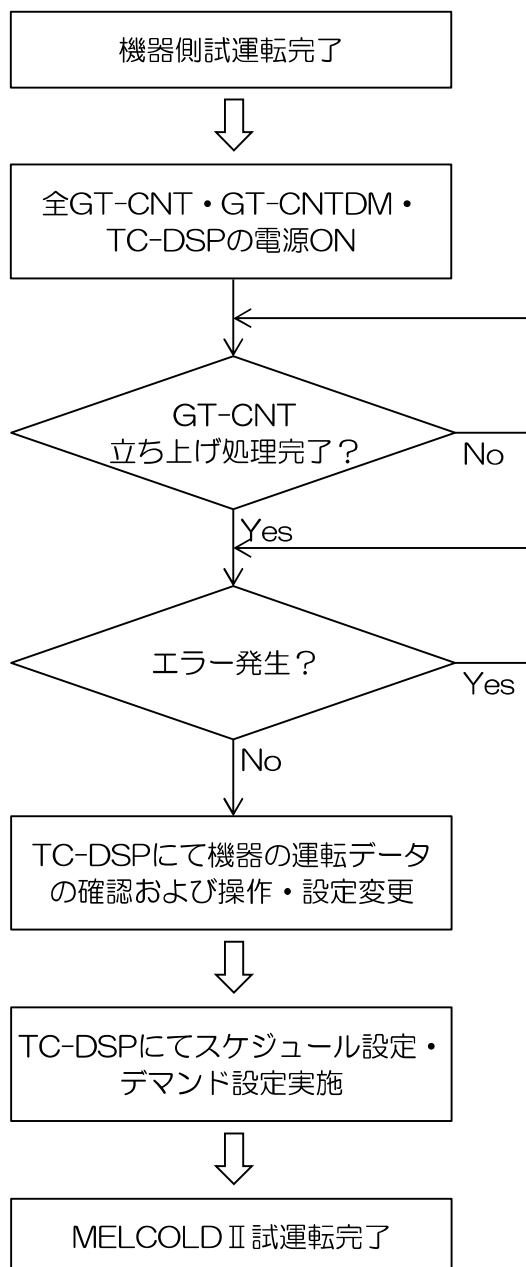 機器側試運転完了
全GT-CNT・GT-CNTDM・
TC-DSPの電源ON
GT-CNT
立ち上げ処理完了？
No
Yes
エラー発生？
Yes
No
TC-DSPにて機器の運転データ
の確認および操作・設定変更
TC-DSPにてスケジュール設定・
デマンド設定実施
MELCOLDⅡ試運転完了